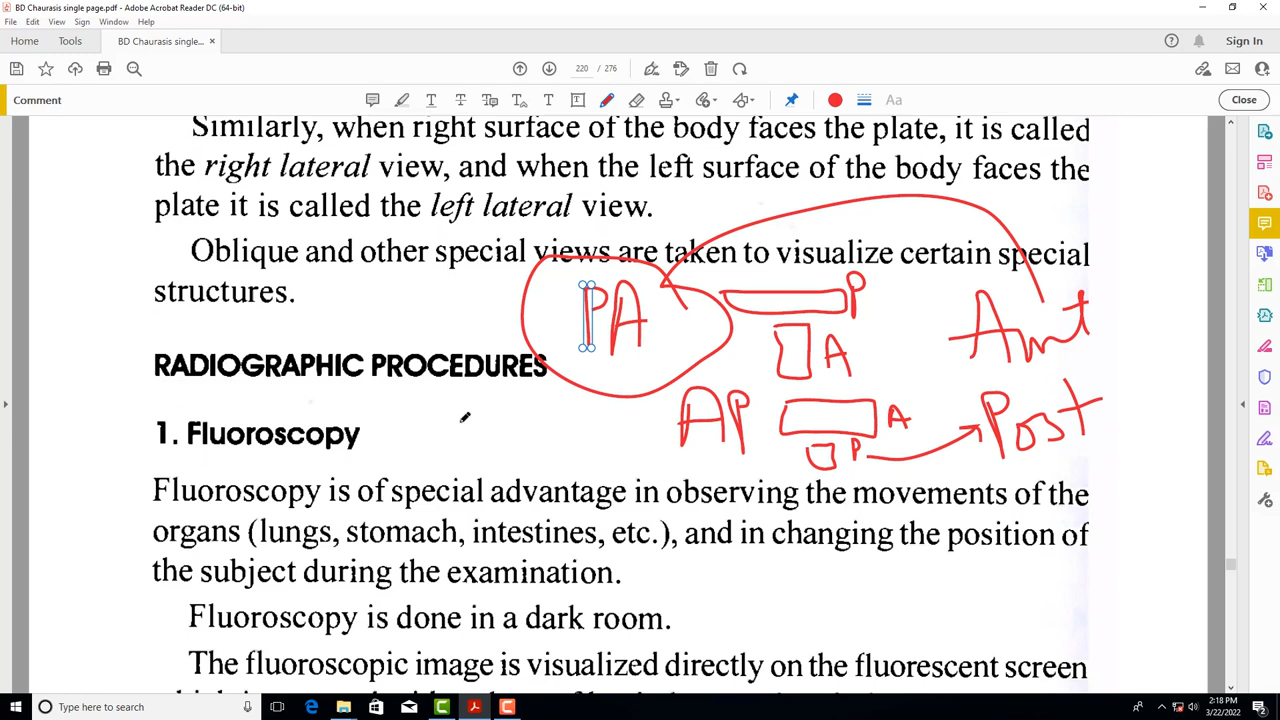 BD Chaurasis single page.pdf - Adobe Acrobat Reader DC (64-bit)
File Edit View Sign Window Help
Home Tools BD Chaurasis single... × Sign In
220 / 276
Comment
Aa
Close
Similarly, when right surface of the body faces the plate, it is called
the right lateral view, and when the left surface of the body faces the
plate it is called the left lateral view.
Oblique and other special views are taken to visualize certain special
structures.
PA
P
A
Ant
RADIOGRAPHIC PROCEDURES
AP
A
P
Post
1. Fluoroscopy
Fluoroscopy is of special advantage in observing the movements of the
organs (lungs, stomach, intestines, etc.), and in changing the position of
the subject during the examination.
Fluoroscopy is done in a dark room.
The fluoroscopic image is visualized directly on the fluorescent screen
Type here to search
2:18 PM
3/22/2022